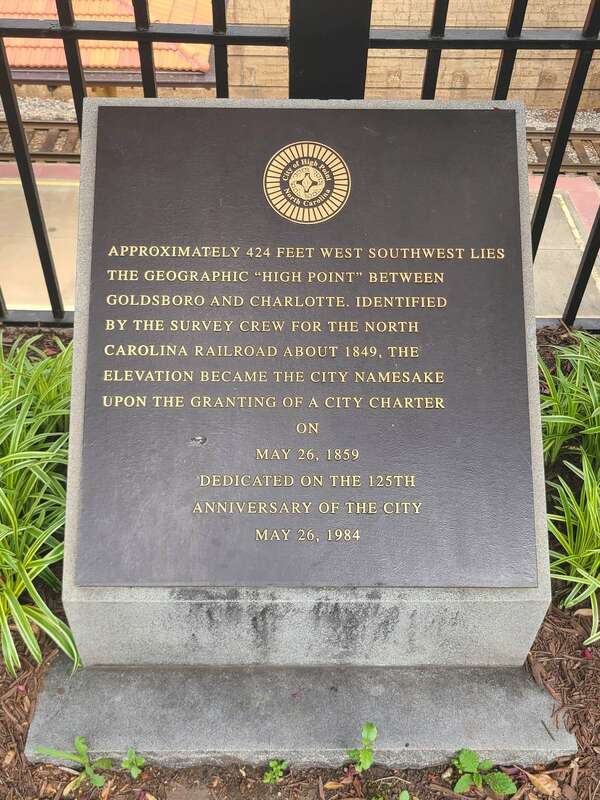 City of High Point
North Carolina
APPROXIMATELY 424 FEET WEST SOUTHWEST LIES
THE GEOGRAPHIC "HIGH POINT" BETWEEN
GOLDSBORO AND CHARLOTTE. IDENTIFIED
BY THE SURVEY CREW FOR THE NORTH
CAROLINA RAILROAD ABOUT 1849, THE
ELEVATION BECAME THE CITY NAMESAKE
UPON THE GRANTING OF A CITY CHARTER
ON
MAY 26, 1859
DEDICATED ON THE 125TH
ANNIVERSARY OF THE CITY
MAY 26, 1984